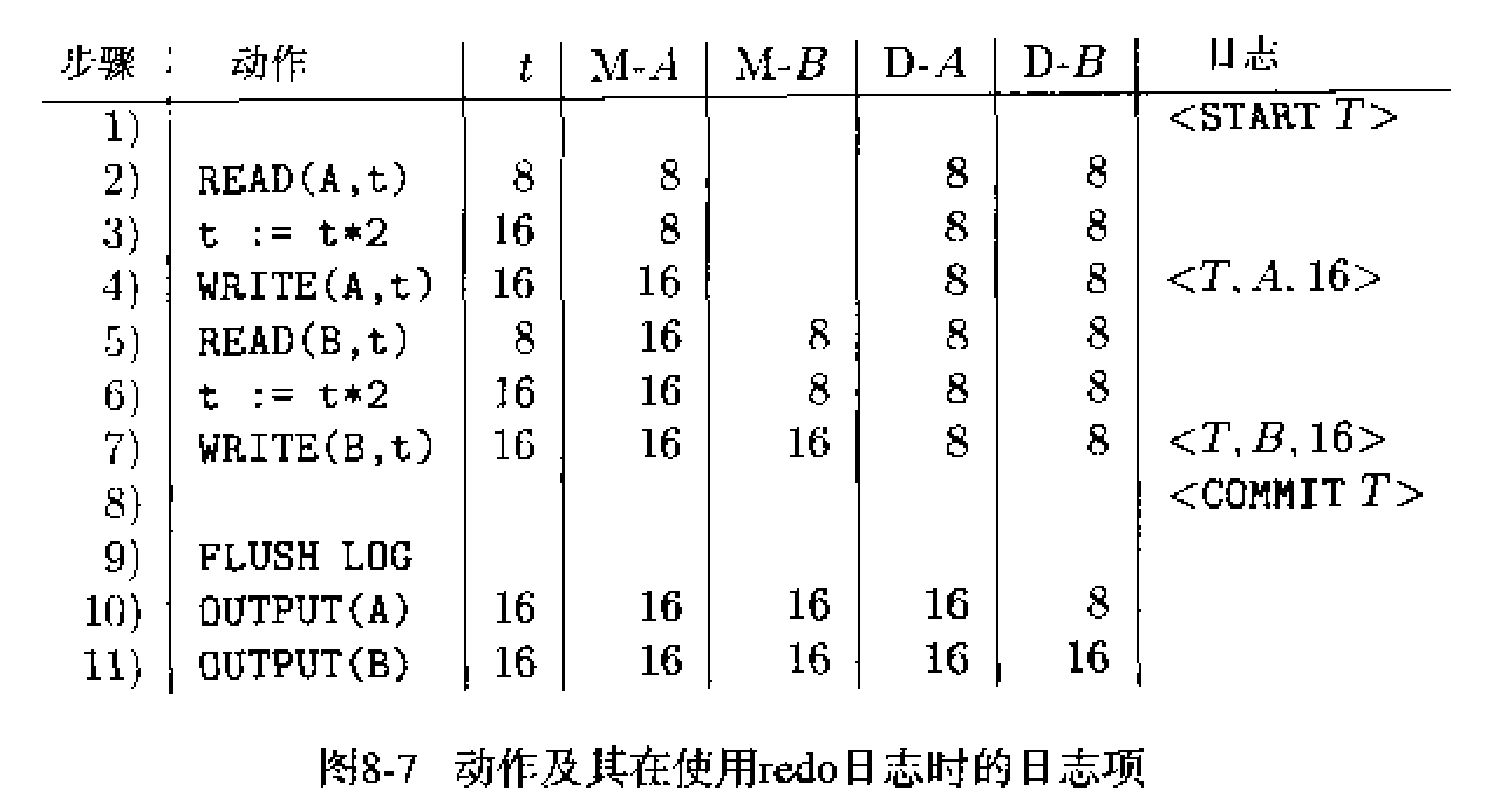 步骤 动作 t M-A M-B D-A D-B 日志
1) <START T>
2) READ(A,t) 8 8 8 8
3) t := t*2 16 8 8 8
4) WRITE(A,t) 16 16 8 8 <T, A, 16>
5) READ(B,t) 8 16 8 8 8
6) t := t*2 16 16 8 8 8
7) WRITE(B,t) 16 16 16 8 8 <T, B, 16>
8) <COMMIT T>
9) FLUSH LOG
10) OUTPUT(A) 16 16 16 16 8
11) OUTPUT(B) 16 16 16 16 16
图8-7 动作及其在使用redo日志时的日志项